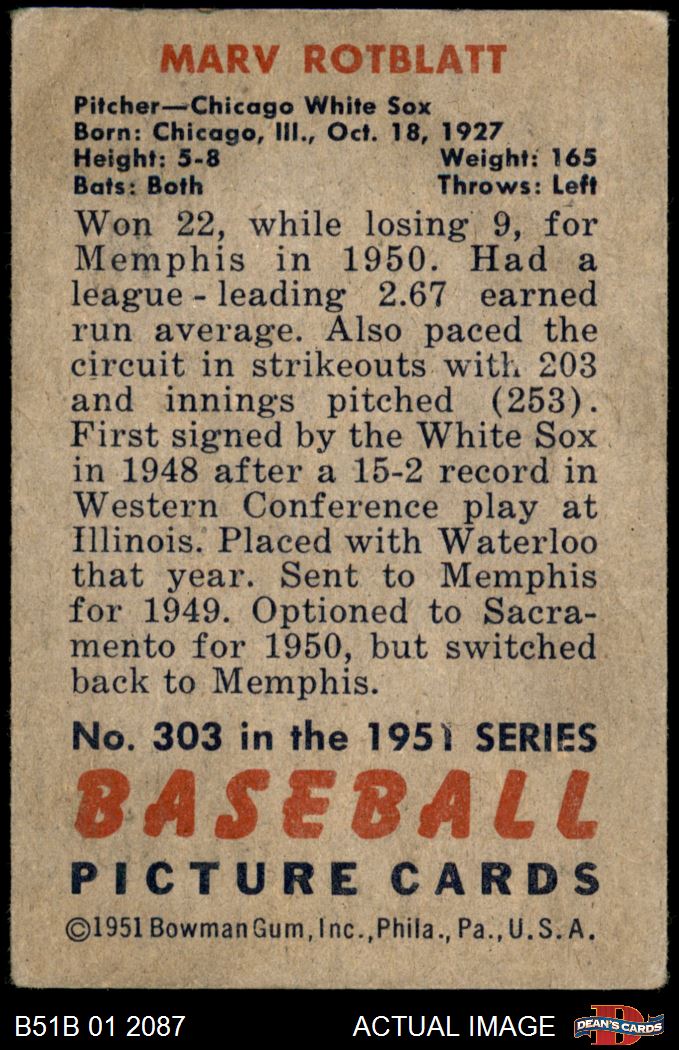 MARV ROTBLATT
Pitcher—Chicago White Sox
Born: Chicago, Ill., Oct. 18, 1927
Height: 5-8 Weight: 165
Bats: Both Throws: Left
Won 22, while losing 9, for
Memphis in 1950. Had a
league-leading 2.67 earned
run average. Also paced the
circuit in strikeouts with 203
and innings pitched (253).
First signed by the White Sox
in 1948 after a 15-2 record in
Western Conference play at
Illinois. Placed with Waterloo
that year. Sent to Memphis
for 1949. Optioned to Sacra-
mento for 1950, but switched
back to Memphis.
No. 303 in the 1951 SERIES
BASEBALL
PICTURE CARDS
©1951 Bowman Gum, Inc., Phila., Pa., U.S.A.
B51B 01 2087 ACTUAL IMAGE D DEAN'S CARDS